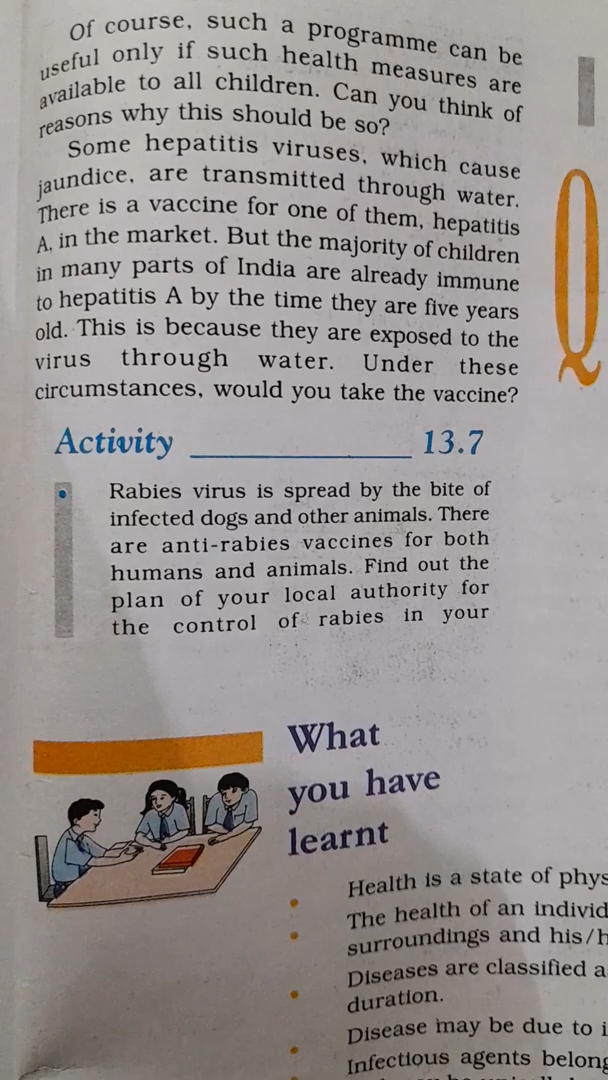 Of course, such a programme can be
useful only if such health measures are
available to all children. Can you think of
reasons why this should be so?
Some hepatitis viruses, which cause
jaundice, are transmitted through water.
There is a vaccine for one of them, hepatitis
A, in the market. But the majority of children
in many parts of India are already immune
to hepatitis A by the time they are five years
old. This is because they are exposed to the
virus through water. Under these
circumstances, would you take the vaccine?
Activity 13.7
• Rabies virus is spread by the bite of
infected dogs and other animals. There
are anti-rabies vaccines for both
humans and animals. Find out the
plan of your local authority for
the control of rabies in your
Q
What
you have
learnt
• Health is a state of phys
• The health of an individ
surroundings and his/h
• Diseases are classified a
duration.
• Disease may be due to i
Infectious agents belong